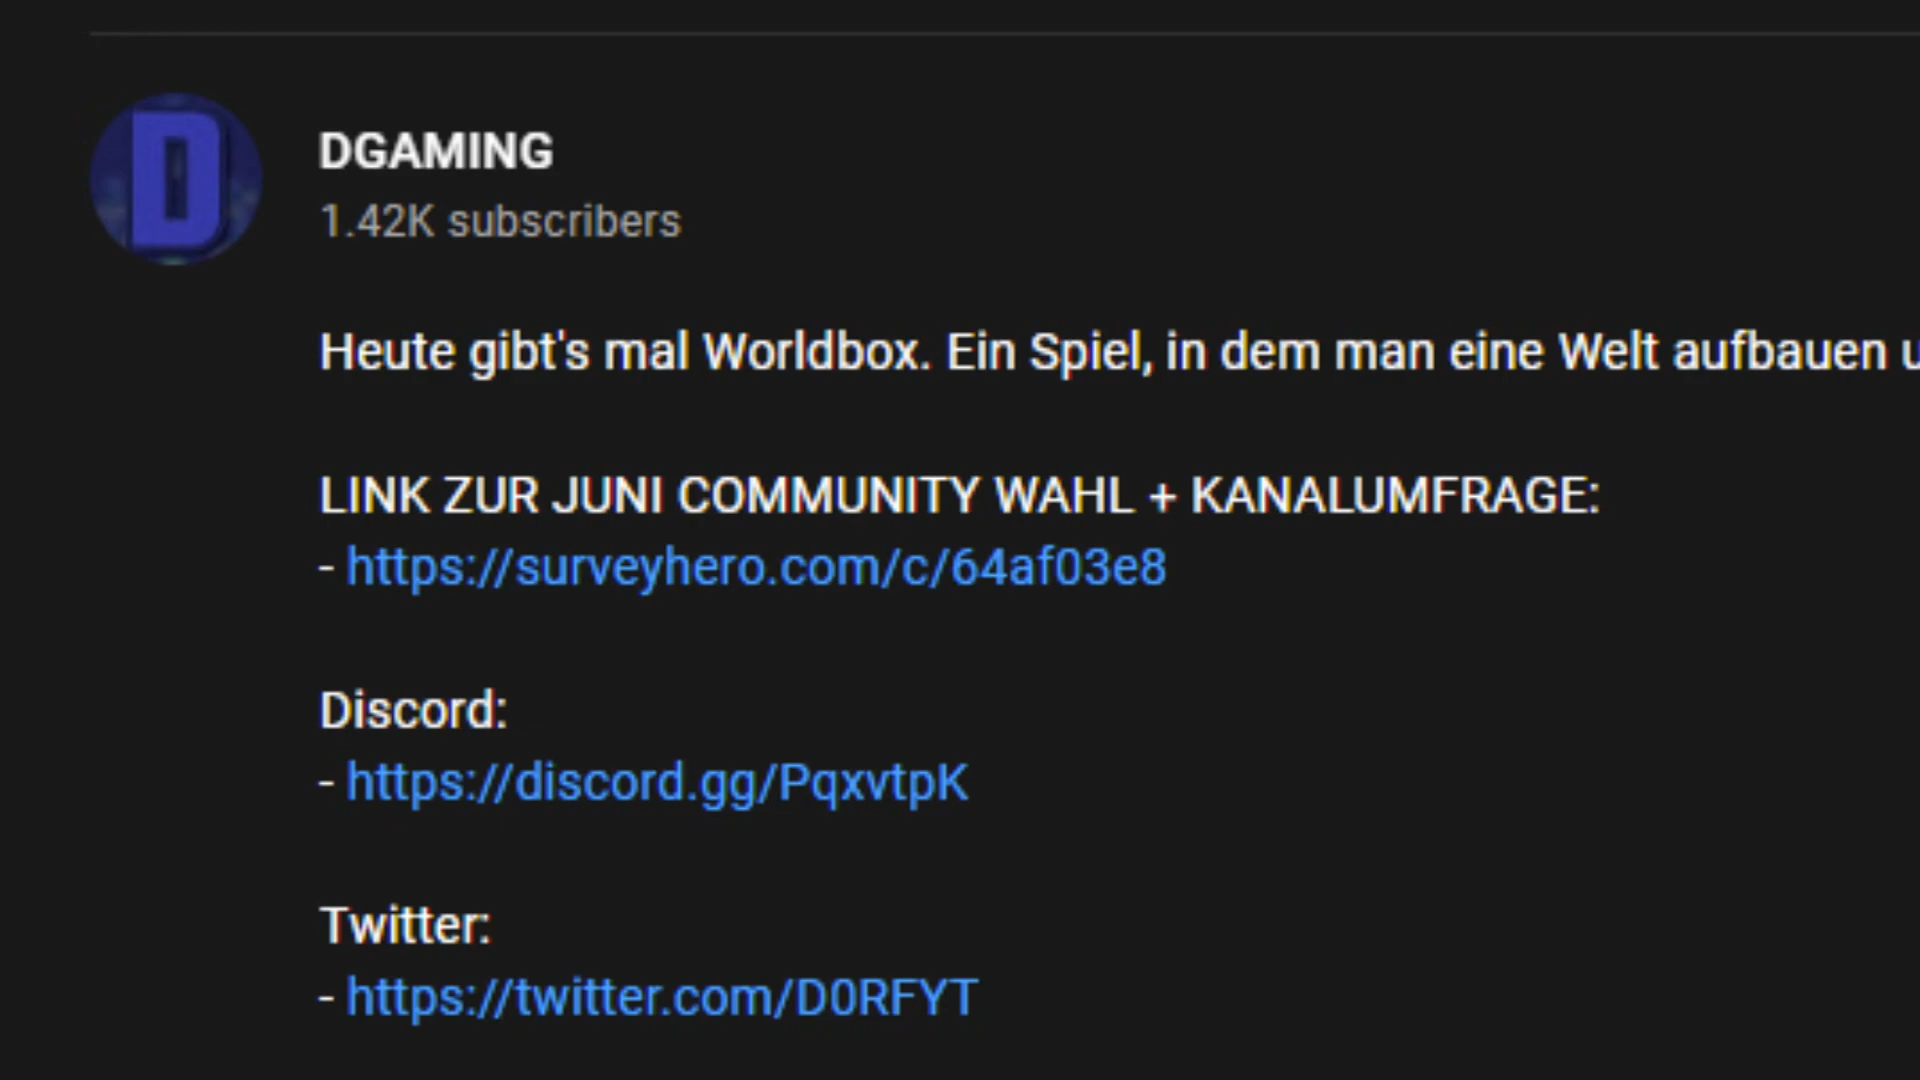 D
DGAMING
1.42K subscribers
Heute gibt's mal Worldbox. Ein Spiel, in dem man eine Welt aufbauen u
LINK ZUR JUNI COMMUNITY WAHL + KANALUMFRAGE:
- https://surveyhero.com/c/64af03e8
Discord:
- https://discord.gg/PqxvtpK
Twitter:
- https://twitter.com/D0RFYT